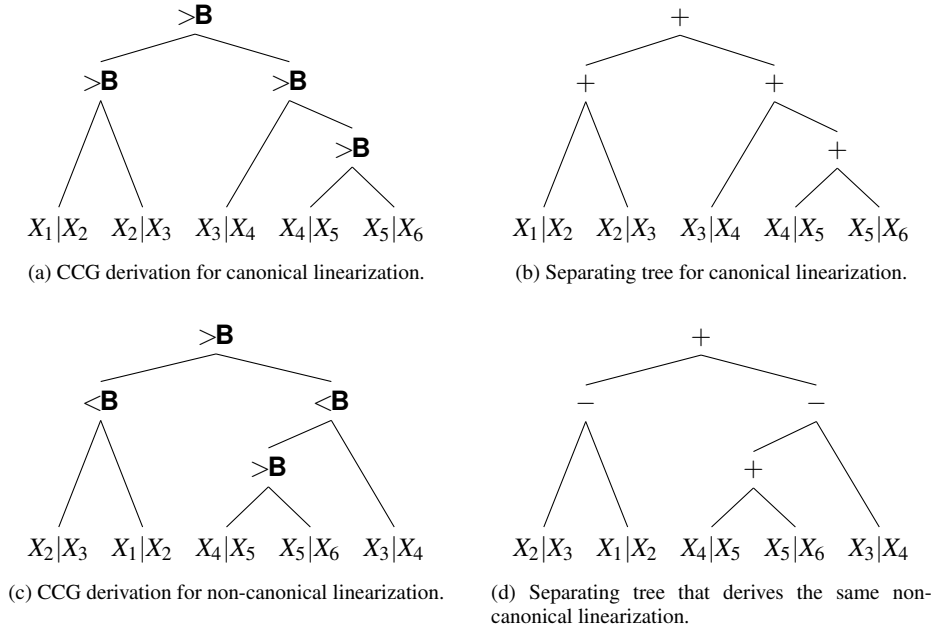 >B +
>B >B + +
>B +
X₁|X₂ X₂|X₃ X₃|X₄ X₄|X₅ X₅|X₆ X₁|X₂ X₂|X₃ X₃|X₄ X₄|X₅ X₅|X₆
(a) CCG derivation for canonical linearization. (b) Separating tree for canonical linearization.
>B +
<B <B − −
>B +
X₂|X₃ X₁|X₂ X₄|X₅ X₅|X₆ X₃|X₄ X₂|X₃ X₁|X₂ X₄|X₅ X₅|X₆ X₃|X₄
(c) CCG derivation for non-canonical linearization.
(d) Separating tree that derives the same non-
canonical linearization.